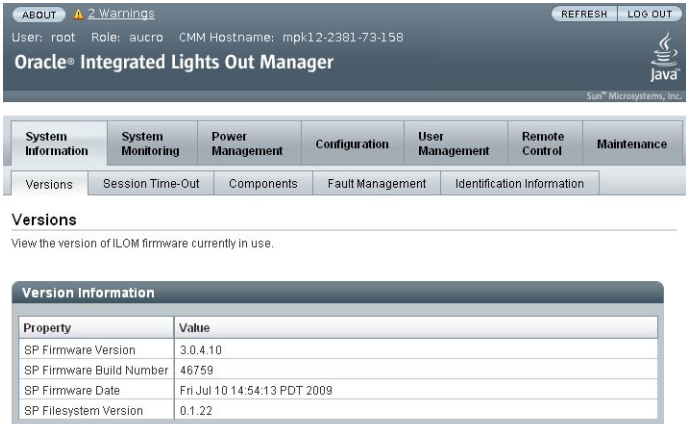 ABOUT 2 Warnings REFRESH LOG OUT
User: root Role: aucro CMM Hostname: mpk12-2381-73-158
Oracle® Integrated Lights Out Manager
Java™
Sun™ Microsystems, Inc.
System Information System Monitoring Power Management Configuration User Management Remote Control Maintenance
Versions Session Time-Out Components Fault Management Identification Information
Versions
View the version of ILOM firmware currently in use.
Version Information
Property Value
SP Firmware Version 3.0.4.10
SP Firmware Build Number 46759
SP Firmware Date Fri Jul 10 14:54:13 PDT 2009
SP Filesystem Version 0.1.22